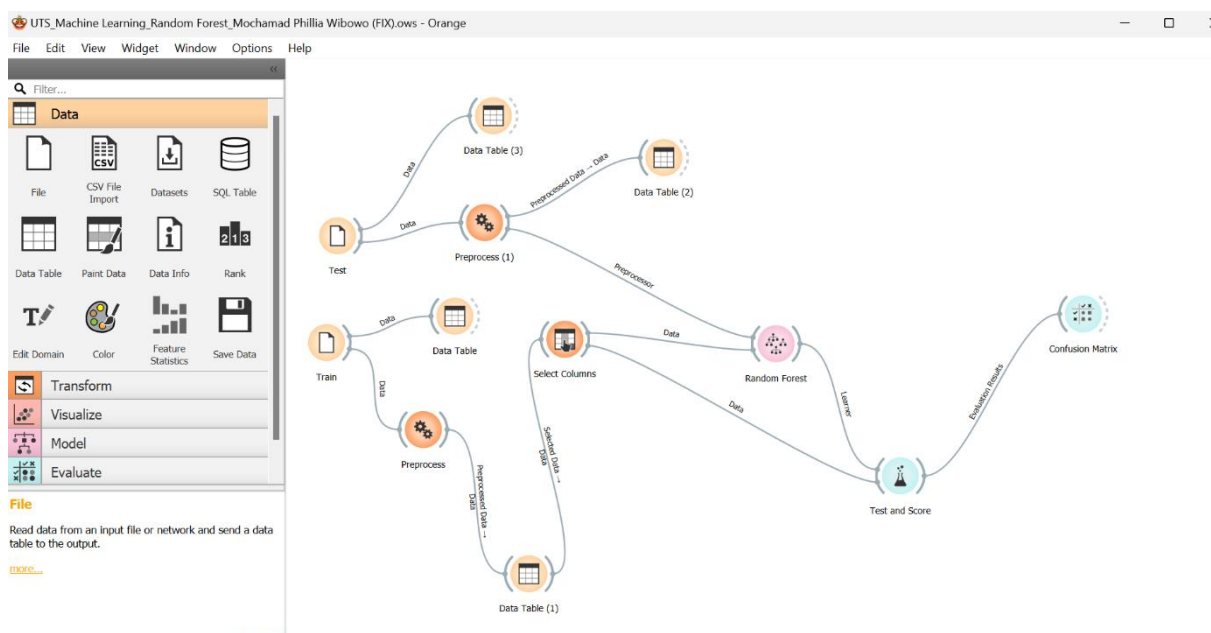 UTS_Machine Learning_Random Forest_Mochamad Phillia Wibowo (FIX).ows - Orange
File Edit View Widget Window Options Help
Filter...
Data
File
CSV File
Import
Datasets
SQL Table
CSV
Data Table
Paint Data
Data Info
Rank
2 1 3
Edit Domain
Color
Feature
Statistics
Save Data
Transform
Visualize
Model
Evaluate
File
Read data from an input file or network and send a data
table to the output.
more...
Data
Data Table (3)
Data
Test
Preprocess (1)
Preprocessed Data → Data
Data Table (2)
Preprocessor
Data
Data Table
Train
Data
Preprocess
Preprocessed Data →
Data
Data Table (1)
Selected Data →
Data
Select Columns
Data
Data
Random Forest
Learner
Test and Score
Evaluation Results
Confusion Matrix